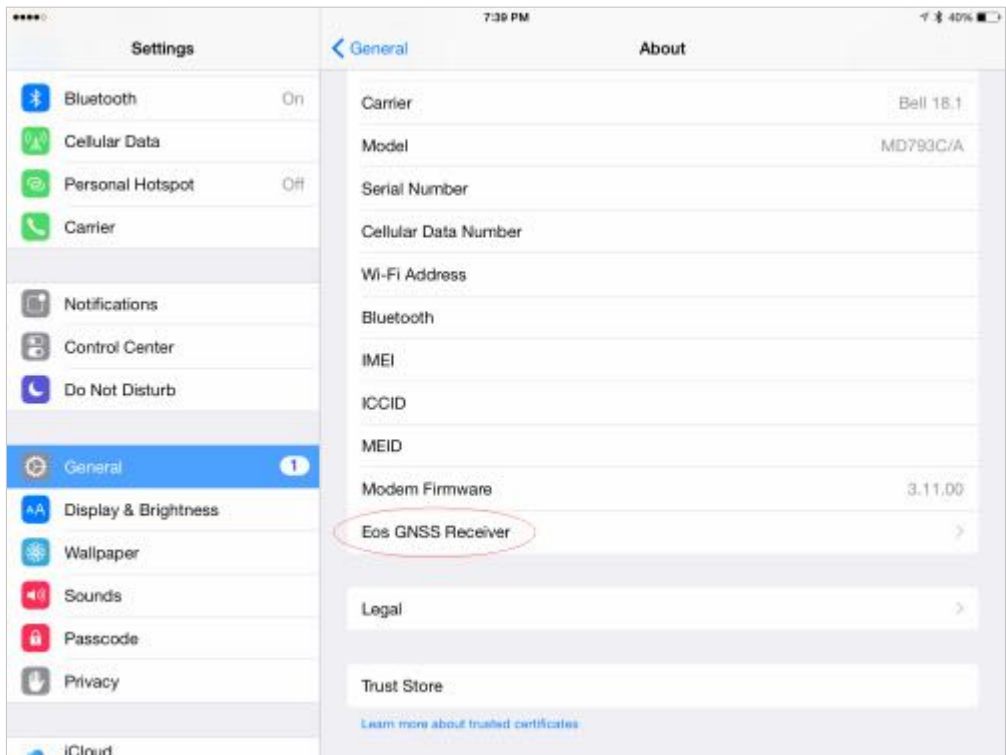 7:39 PM
40%
Settings
Bluetooth On
Cellular Data
Personal Hotspot Off
Carrier
Notifications
Control Center
Do Not Disturb
General 1
Display & Brightness
Wallpaper
Sounds
Passcode
Privacy
iCloud
General
About
Carrier Bell 18.1
Model MD793C/A
Serial Number
Cellular Data Number
Wi-Fi Address
Bluetooth
IMEI
ICCID
MEID
Modem Firmware 3.11.00
Eos GNSS Receiver
Legal
Trust Store
Learn more about trusted certificates